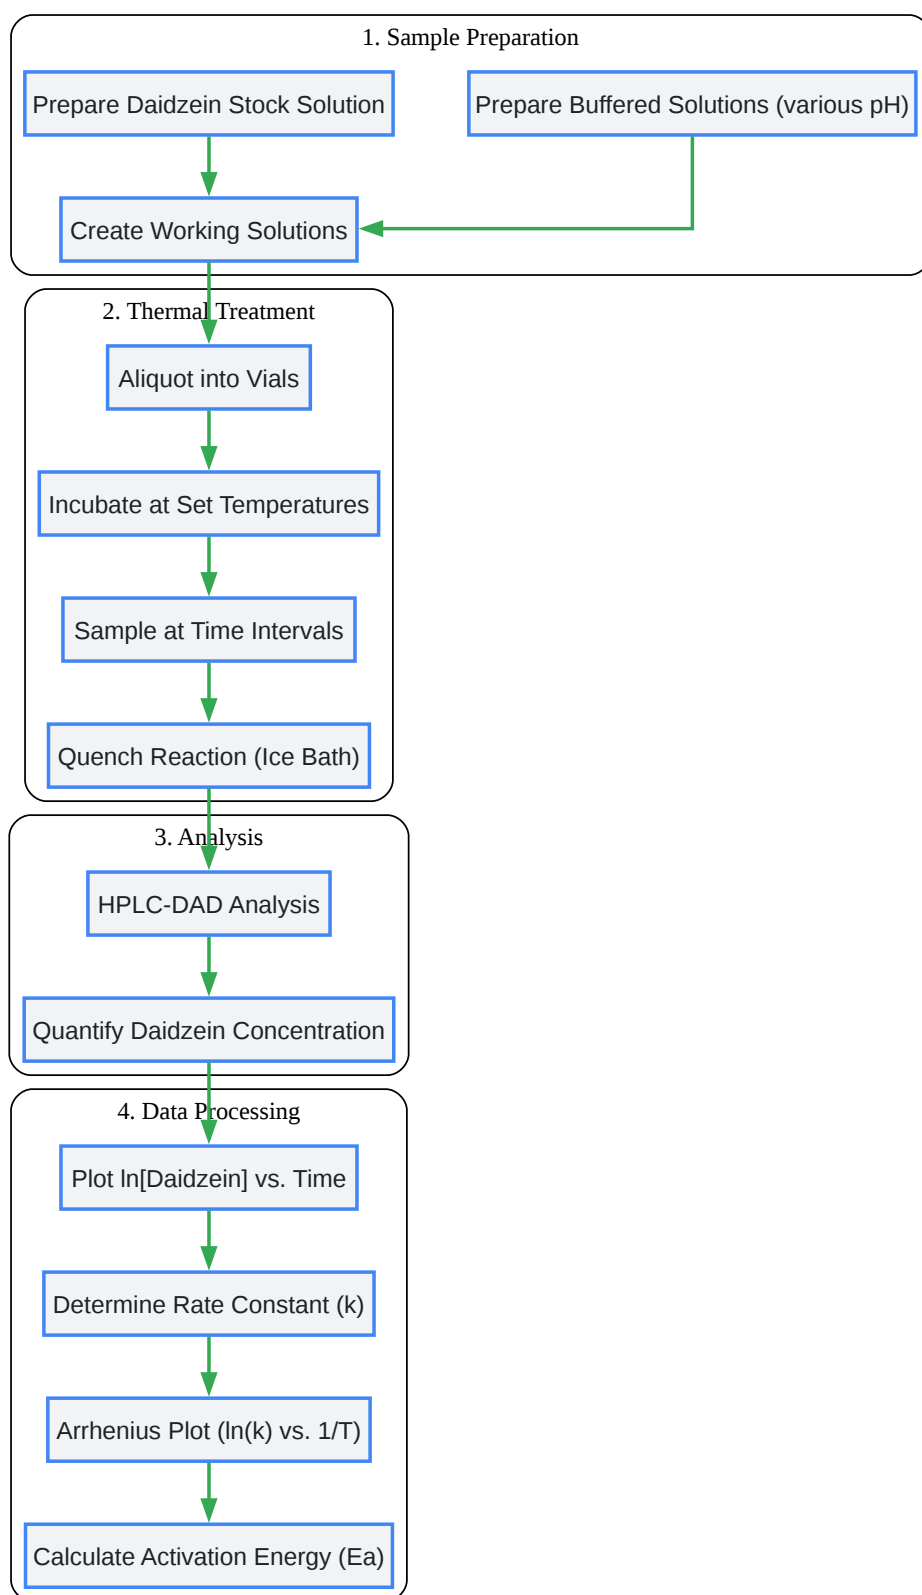 1. Sample Preparation
Prepare Daidzein Stock Solution
Prepare Buffered Solutions (various pH)
Create Working Solutions
2. Thermal Treatment
Aliquot into Vials
Incubate at Set Temperatures
Sample at Time Intervals
Quench Reaction (Ice Bath)
3. Analysis
HPLC-DAD Analysis
Quantify Daidzein Concentration
4. Data Processing
Plot ln[Daidzein] vs. Time
Determine Rate Constant (k)
Arrhenius Plot (ln(k) vs. 1/T)
Calculate Activation Energy (Ea)